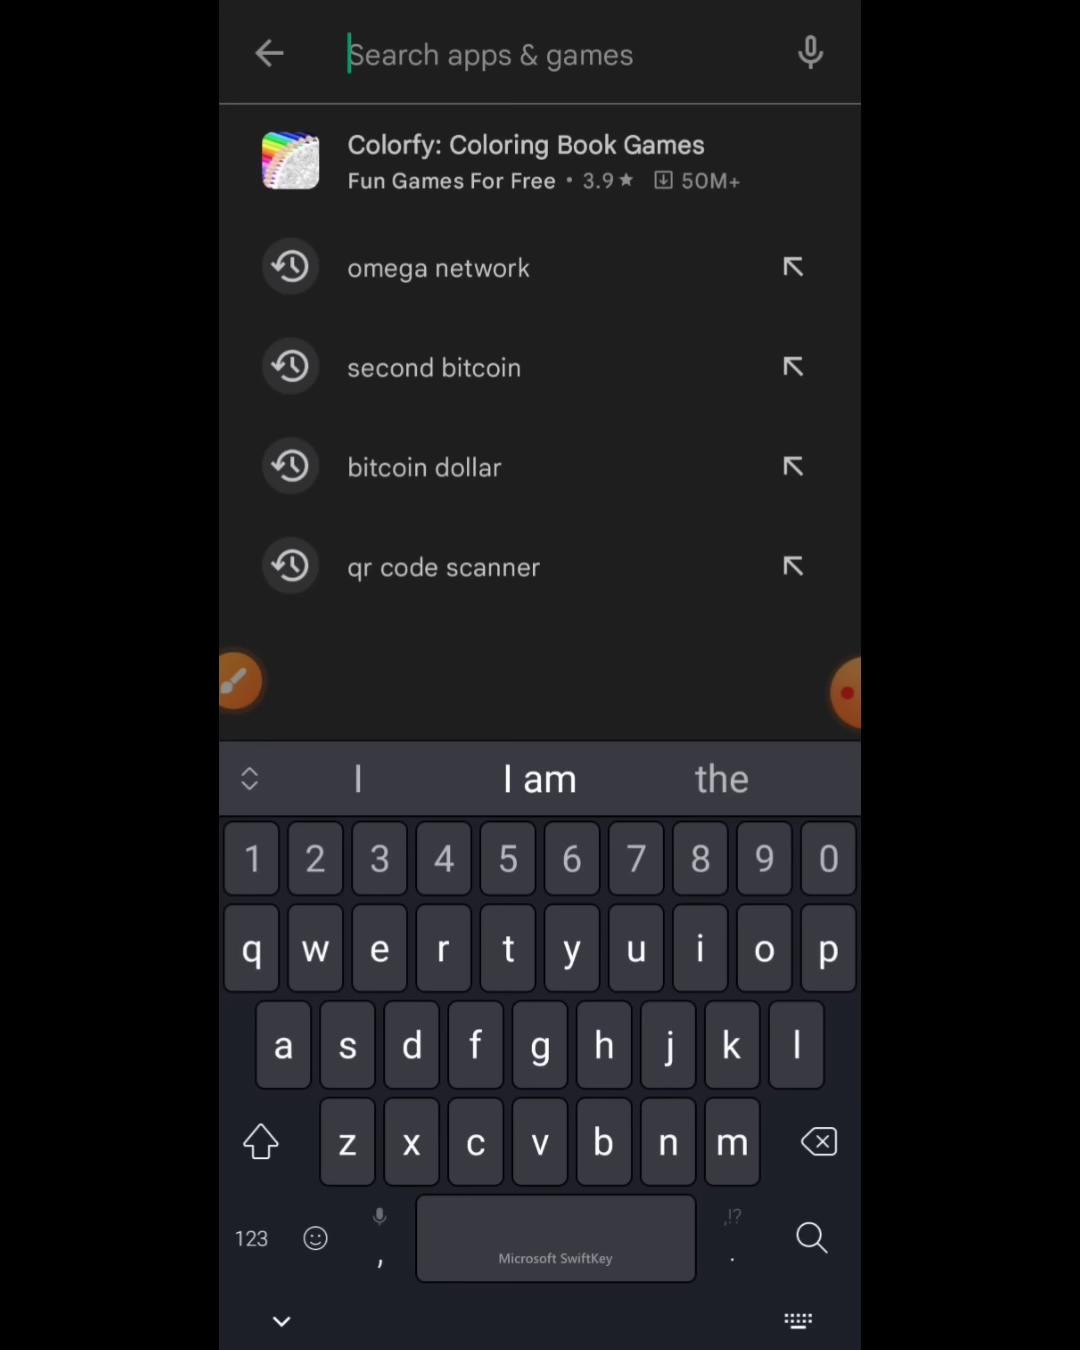 Search apps & games
Colorfy: Coloring Book Games
Fun Games For Free • 3.9★ 50M+
omega network
second bitcoin
bitcoin dollar
qr code scanner
I I am the
1 2 3 4 5 6 7 8 9 0
q w e r t y u i o p
a s d f g h j k l
z x c v b n m
123 , Microsoft SwiftKey ,!? .